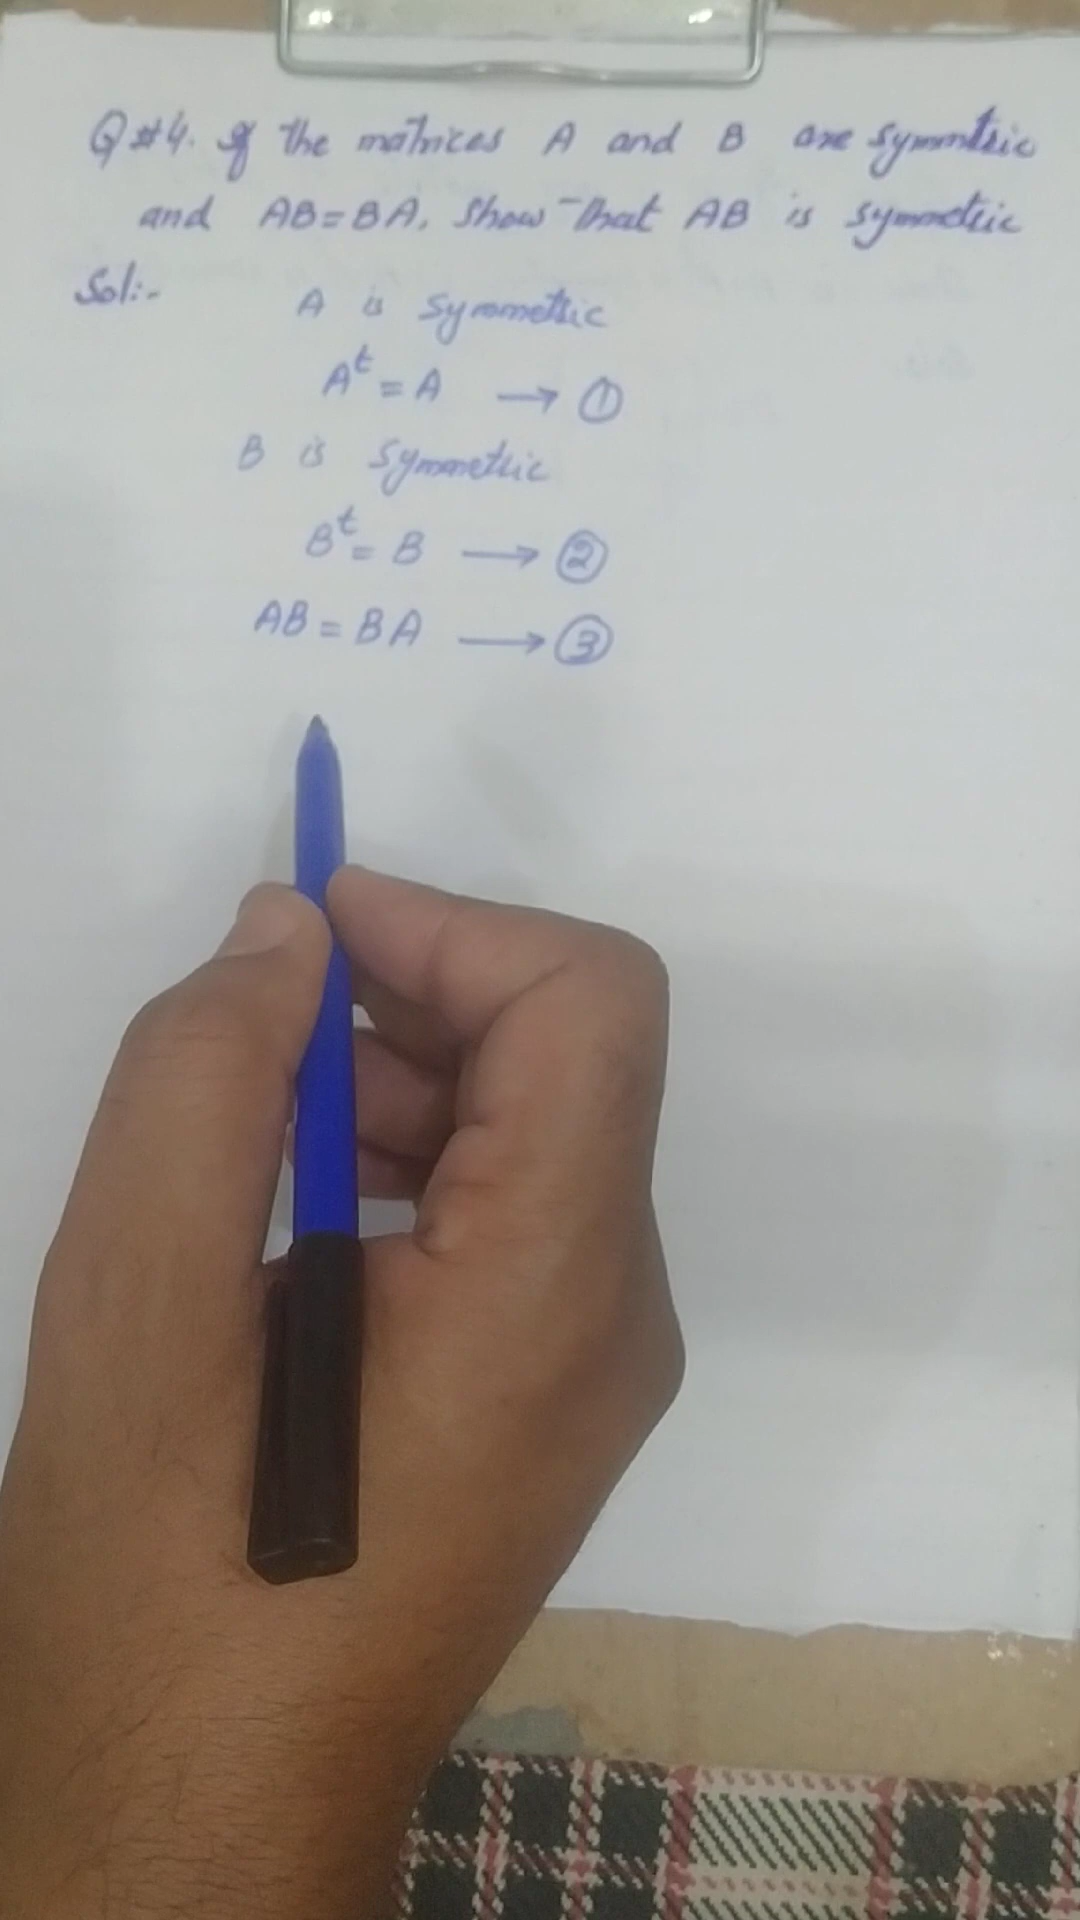 Q#4. If the matrices A and B are symmetric
and AB=BA, Show that AB is symmetric
Sol:-
A is Symmetric
A^t = A → ①
B is Symmetric
B^t = B → ②
AB = BA → ③